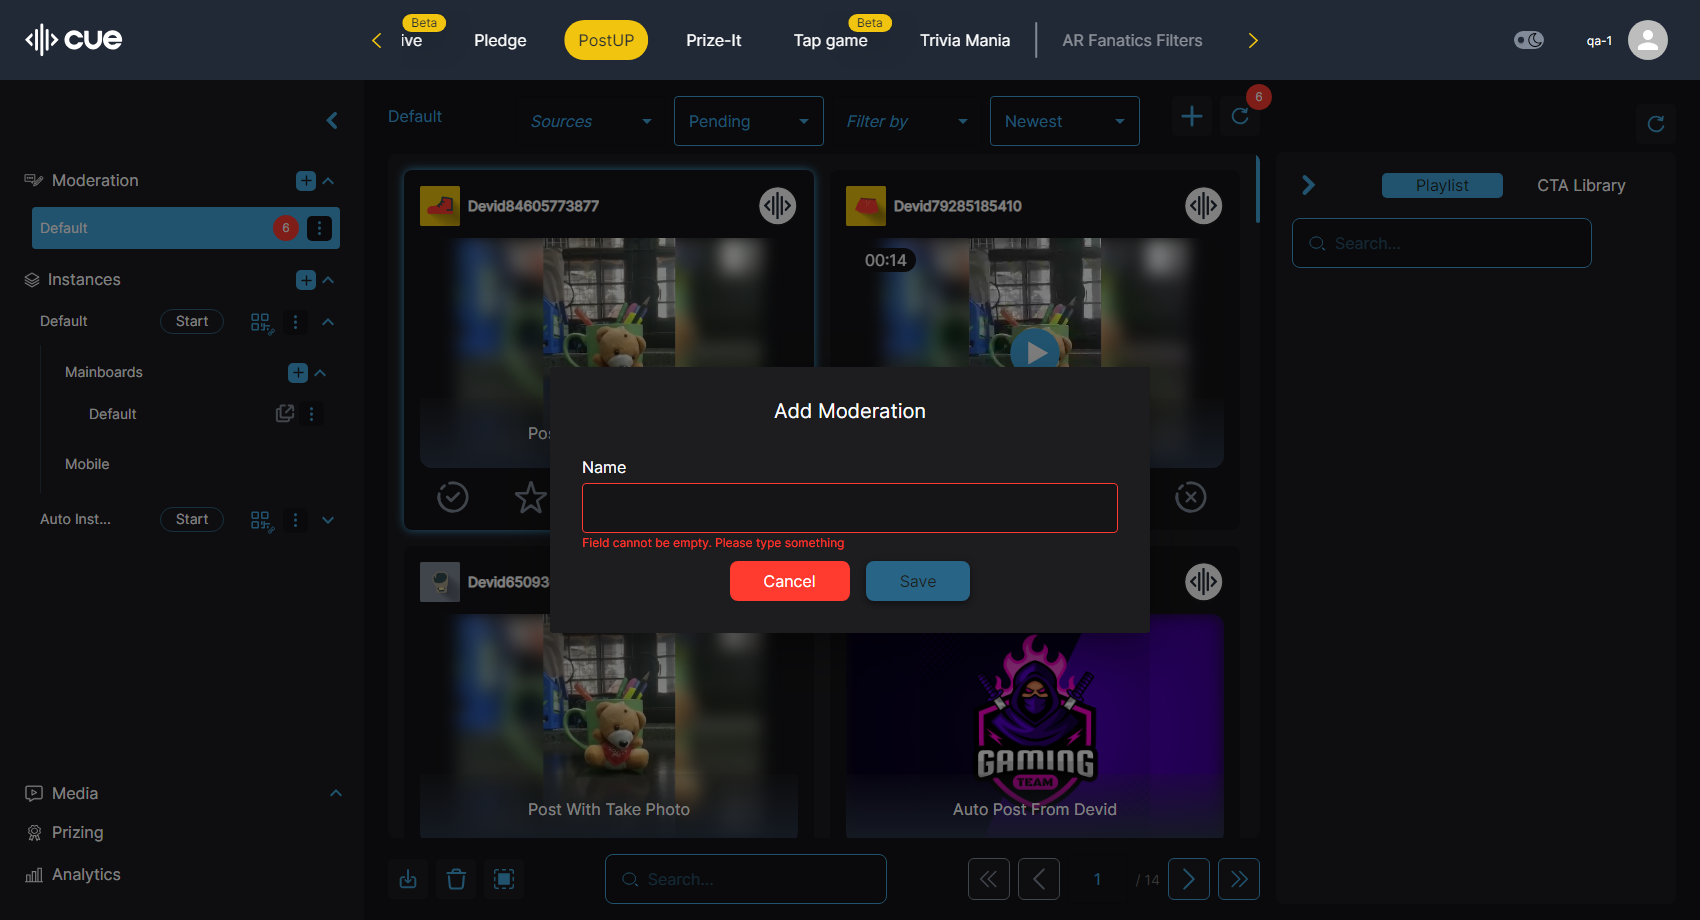 cue
Beta
ive
Pledge
PostUP
Prize-It
Beta
Tap game
Trivia Mania
AR Fanatics Filters
qa-1
Moderation
Default
6
Instances
Default
Start
Mainboards
Default
Mobile
Auto Inst...
Start
Media
Prizing
Analytics
Default
Sources
Pending
Filter by
Newest
6
Devid84605773877
Devid79285185410
00:14
Pos
Add Moderation
Name
Field cannot be empty. Please type something
Cancel
Save
Devid65093
Post With Take Photo
GAMING
TEAM
Auto Post From Devid
Search...
1
/ 14
Playlist
CTA Library
Search...